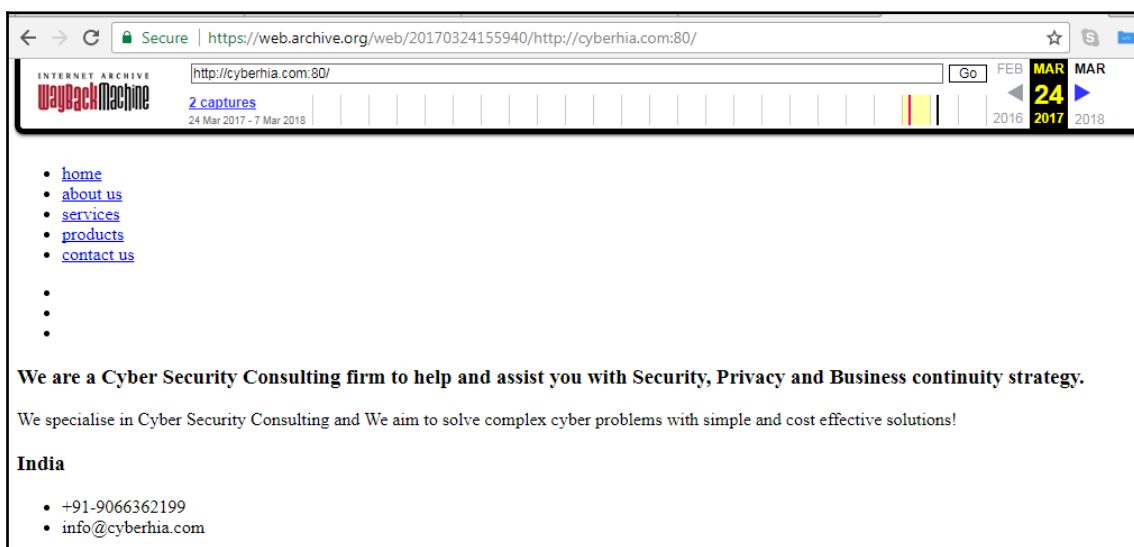 Secure | https://web.archive.org/web/20170324155940/http://cyberhia.com:80/
INTERNET ARCHIVE
WayBackMachine
http://cyberhia.com:80/
Go
FEB MAR MAR
2 captures
24
24 Mar 2017 - 7 Mar 2018
2016 2017 2018
home
about us
services
products
contact us
We are a Cyber Security Consulting firm to help and assist you with Security, Privacy and Business continuity strategy.
We specialise in Cyber Security Consulting and We aim to solve complex cyber problems with simple and cost effective solutions!
India
+91-9066362199
info@cyberhia.com